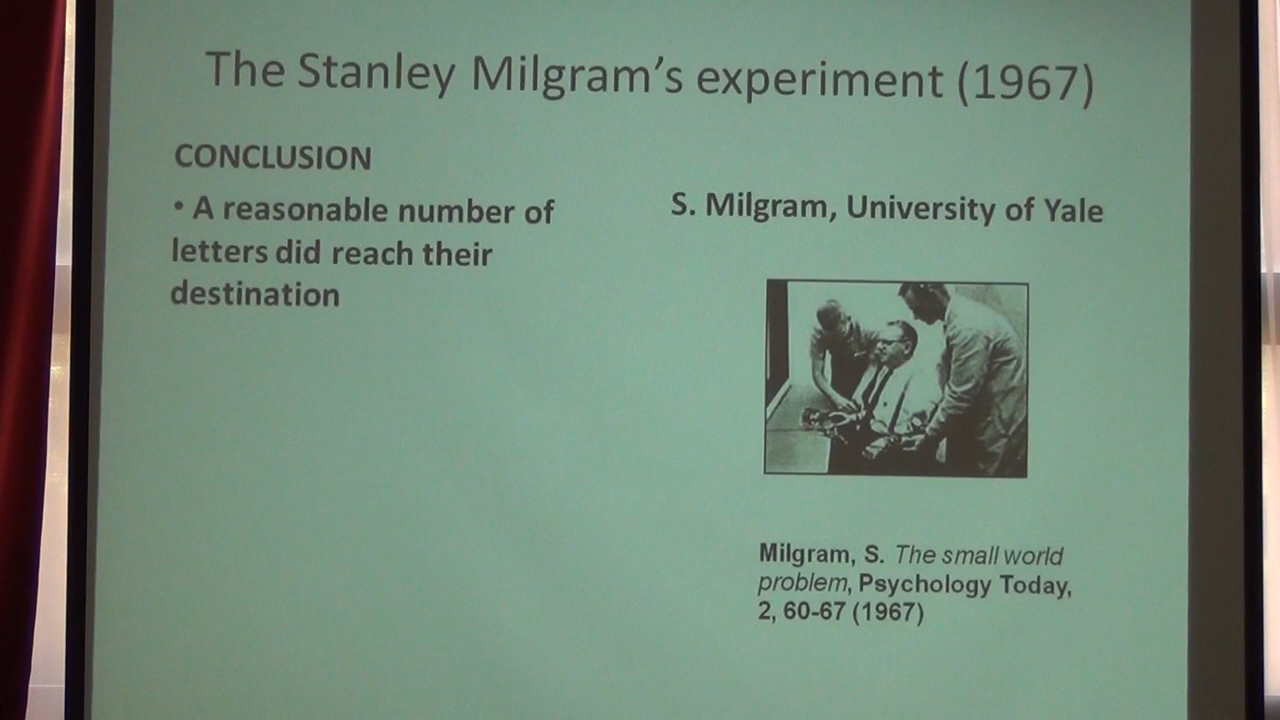 The Stanley Milgram's experiment (1967)
CONCLUSION
• A reasonable number of
letters did reach their
destination
S. Milgram, University of Yale
Milgram, S. The small world
problem, Psychology Today,
2, 60-67 (1967)